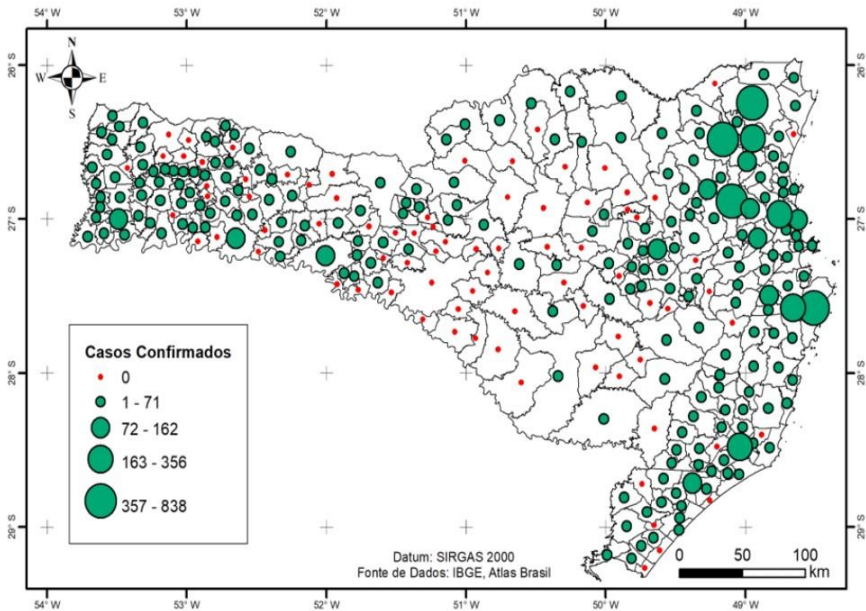 54° W 53° W 52° W 51° W 50° W 49° W
N
W E
S
26° S 26° S
27° S 27° S
28° S 28° S
29° S 29° S
Casos Confirmados
0
1 - 71
72 - 162
163 - 356
357 - 838
Datum: SIRGAS 2000
Fonte de Dados: IBGE, Atlas Brasil
0 50 100
km
54° W 53° W 52° W 51° W 50° W 49° W